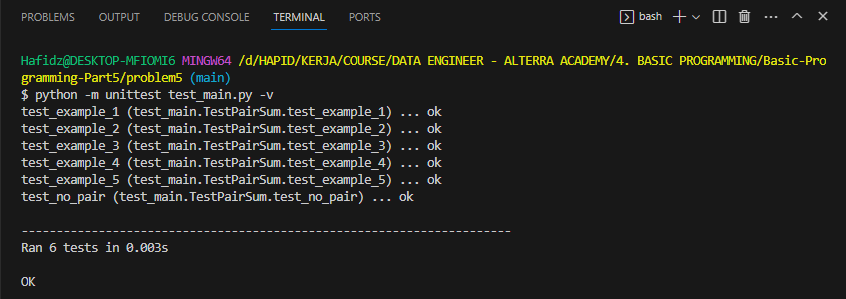 PROBLEMS OUTPUT DEBUG CONSOLE TERMINAL PORTS bash
Hafidz@DESKTOP-MFIOMI6 MINGW64 /d/HAPID/KERJA/COURSE/DATA ENGINEER - ALTERRA ACADEMY/4. BASIC PROGRAMMING/Basic-Pro
gramming-Part5/problem5 (main)
$ python -m unittest test_main.py -v
test_example_1 (test_main.TestPairSum.test_example_1) ... ok
test_example_2 (test_main.TestPairSum.test_example_2) ... ok
test_example_3 (test_main.TestPairSum.test_example_3) ... ok
test_example_4 (test_main.TestPairSum.test_example_4) ... ok
test_example_5 (test_main.TestPairSum.test_example_5) ... ok
test_no_pair (test_main.TestPairSum.test_no_pair) ... ok
----------------------------------------------------------------------
Ran 6 tests in 0.003s
OK